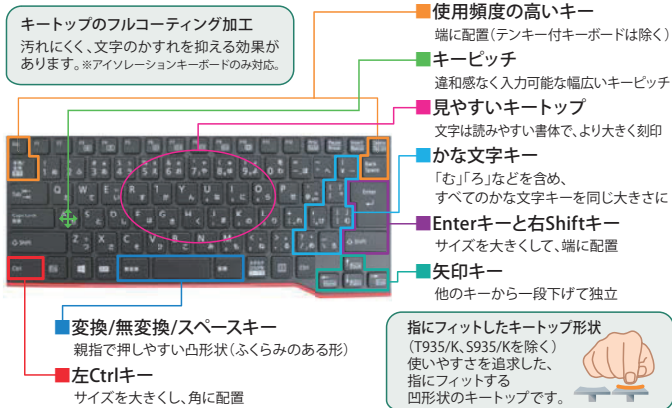 キートップのフルコーティング加工
汚れにくく、文字のかすれを抑える効果が
あります。※アイソレーションキーボードのみ対応。
■使用頻度の高いキー
端に配置(テンキー付キーボードは除く)
■キーピッチ
違和感なく入力可能な幅広いキーピッチ
■見やすいキートップ
文字は読みやすい書体で、より大きく刻印
■かな文字キー
「む」「ろ」などを含め、
すべてのかな文字キーを同じ大きさに
■Enterキーと右Shiftキー
サイズを大きくして、端に配置
■矢印キー
他のキーから一段下げて独立
■変換/無変換/スペースキー
親指で押しやすい凸形状(ふくらみのある形)
■左Ctrlキー
サイズを大きくし、角に配置
指にフィットしたキートップ形状
(T935/K、S935/Kを除く)
使いやすさを追求した、
指にフィットする
凹形状のキートップです。